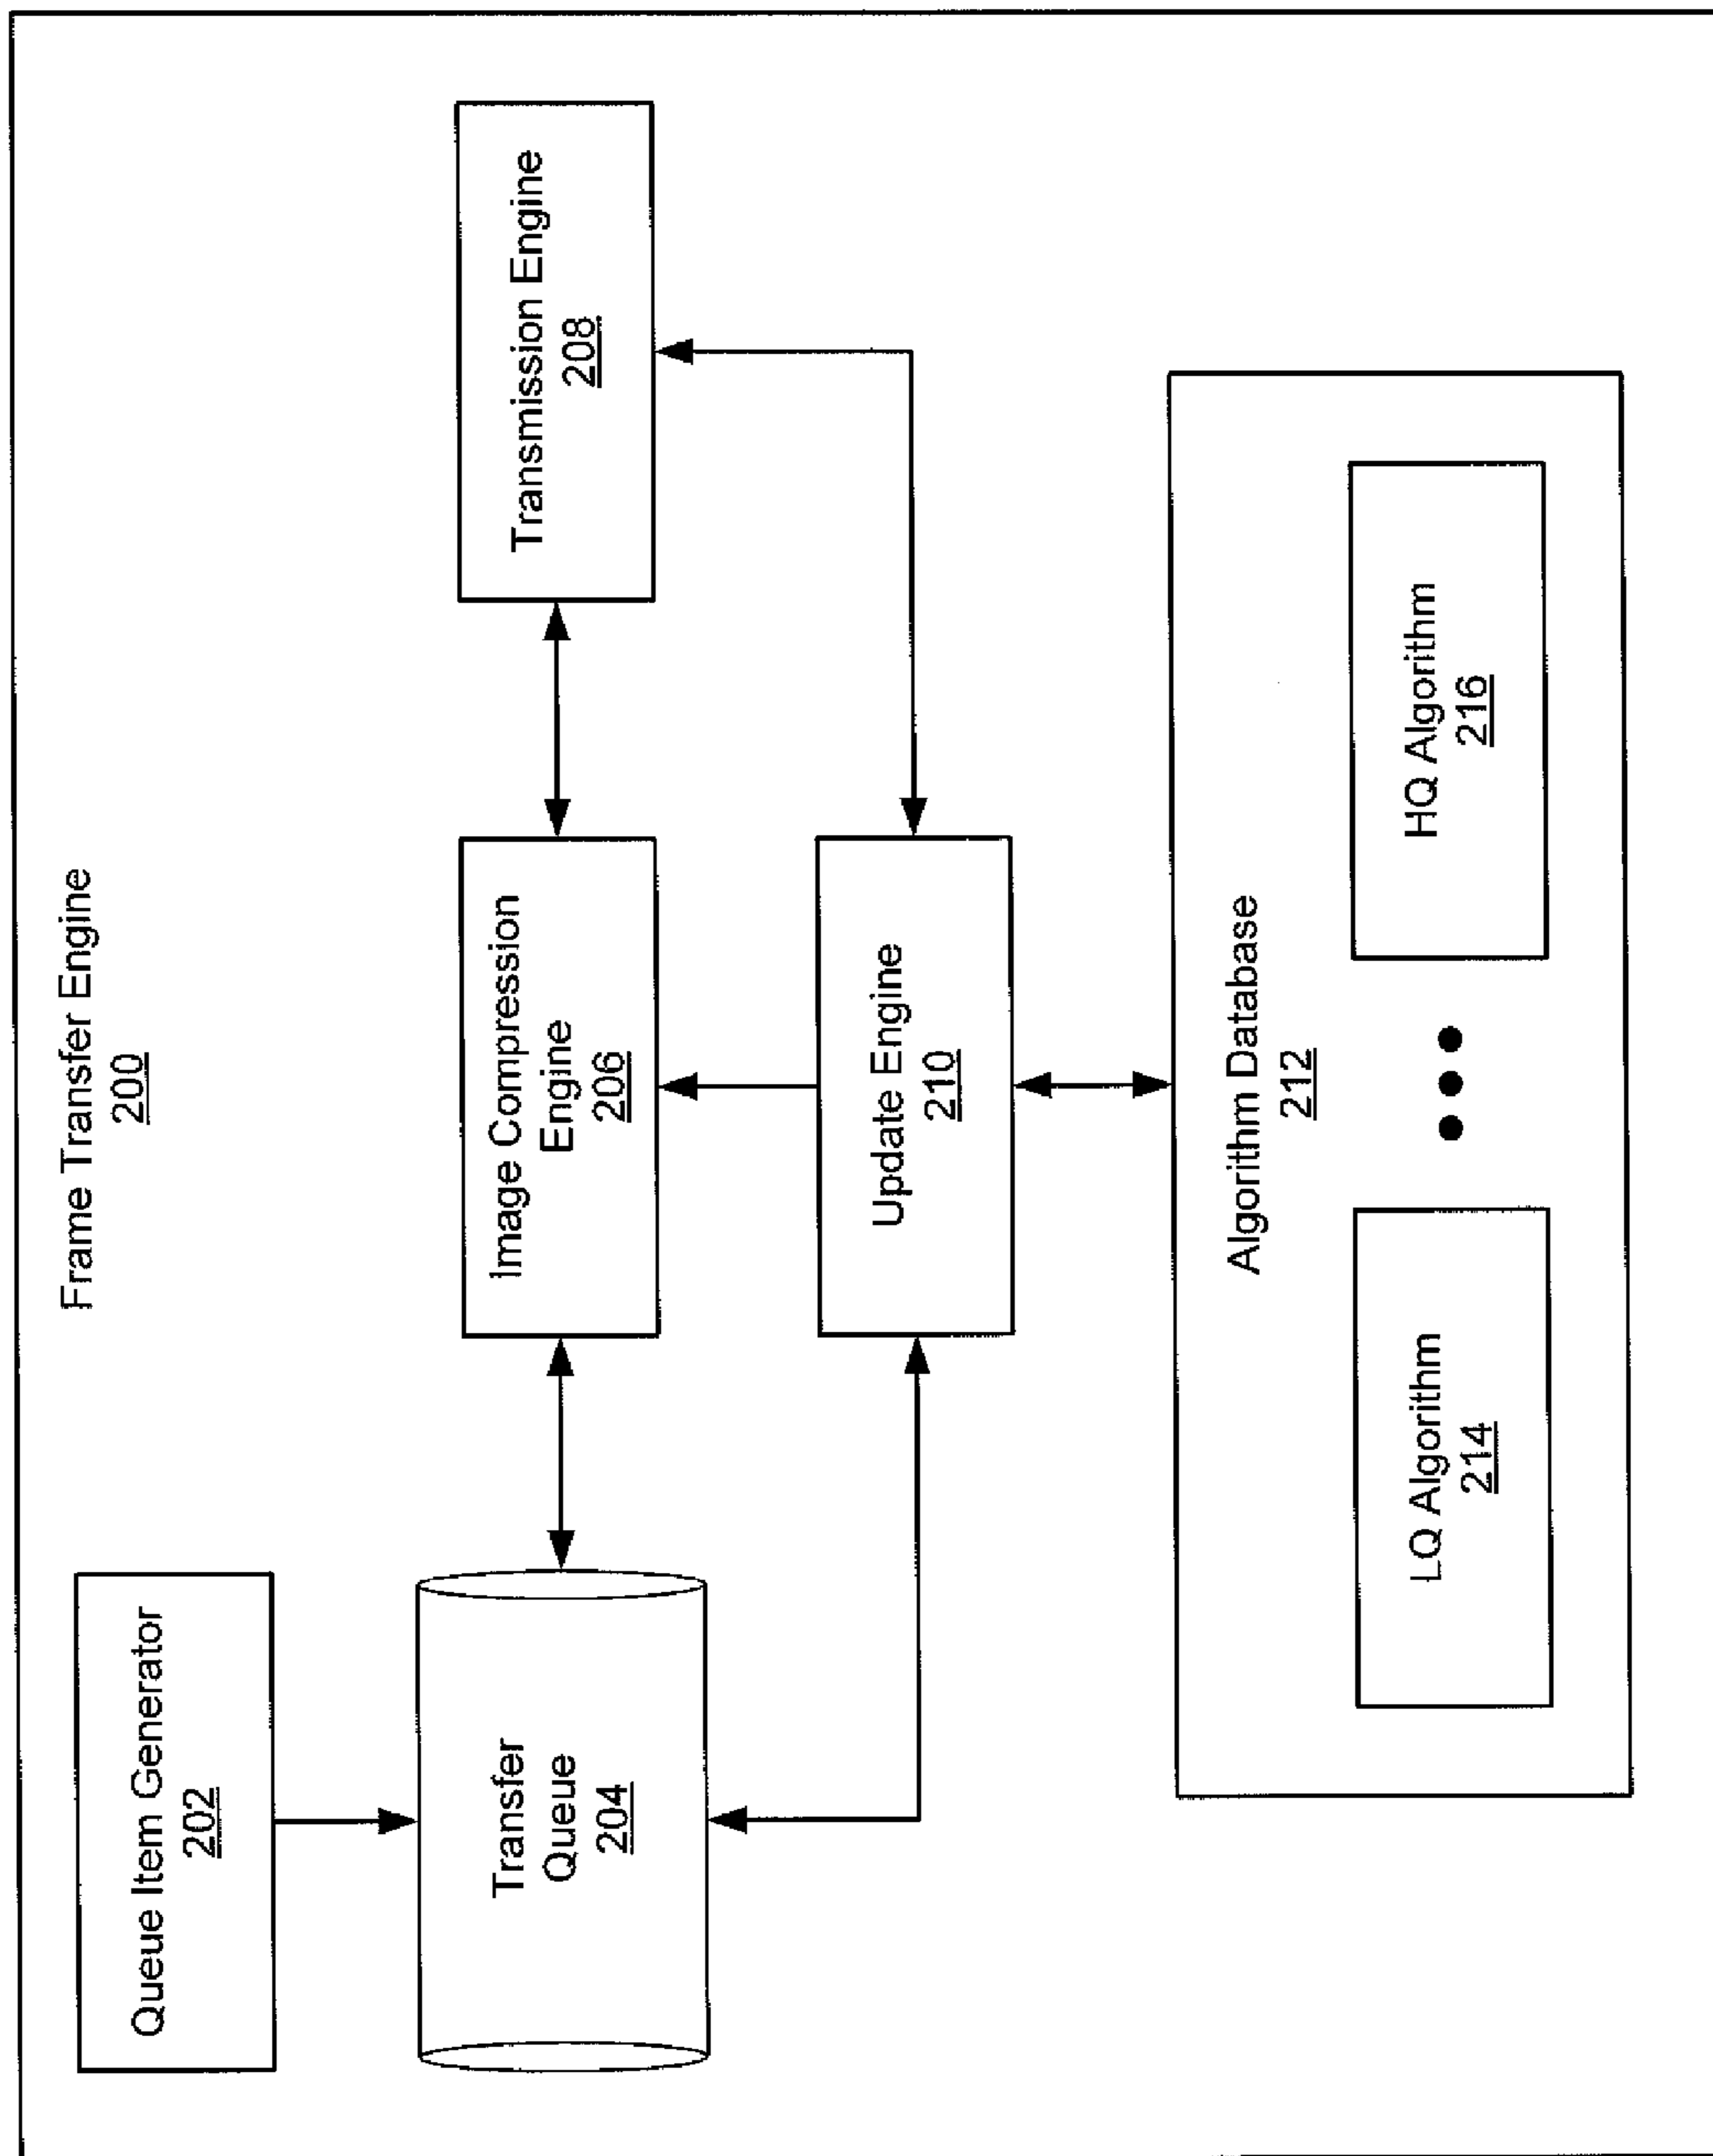 Frame Transfer Engine
200
Queue Item Generator
202
Transfer
Queue
204
Image Compression
Engine
206
Transmission Engine
208
Update Engine
210
Algorithm Database
212
LQ Algorithm
214
HQ Algorithm
216